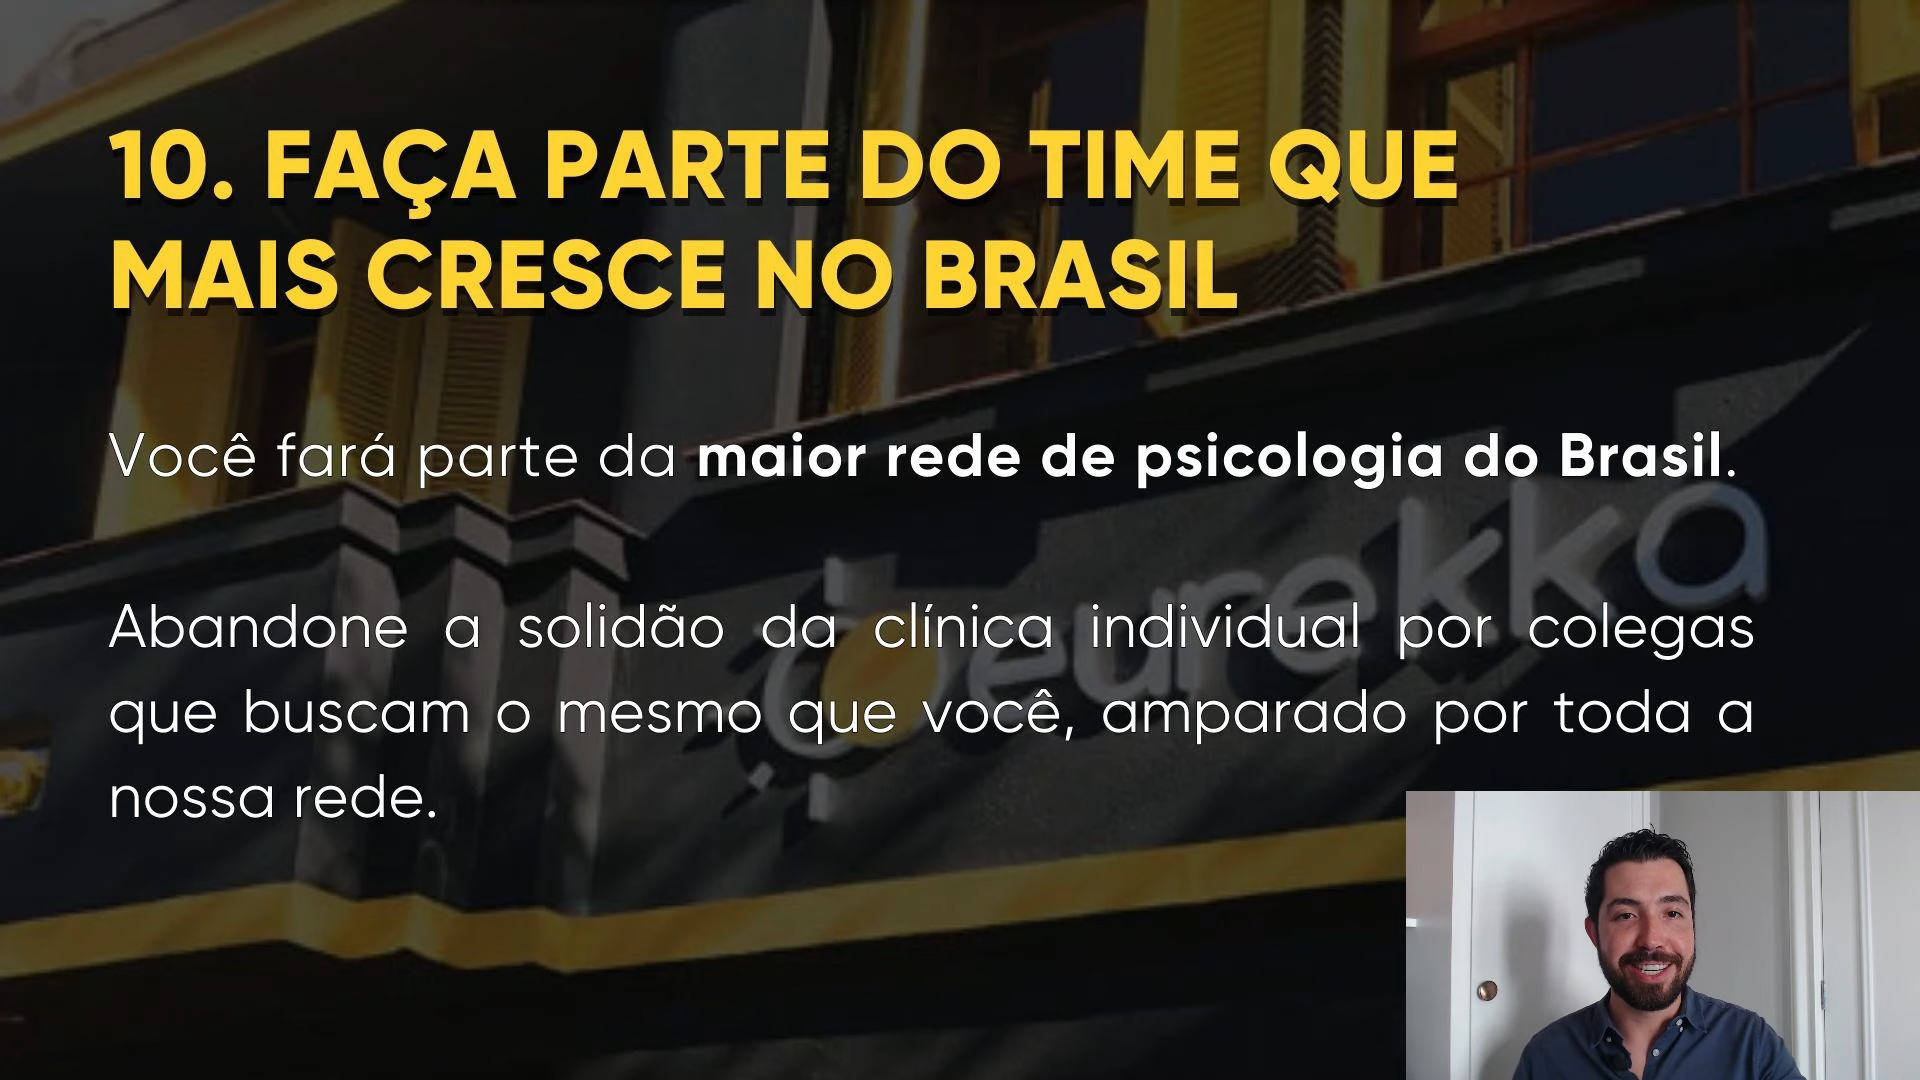 10. FAÇA PARTE DO TIME QUE
MAIS CRESCE NO BRASIL
Você fará parte da maior rede de psicologia do Brasil.
eurekka
Abandone a solidão da clínica individual por colegas
que buscam o mesmo que você, amparado por toda a
nossa rede.